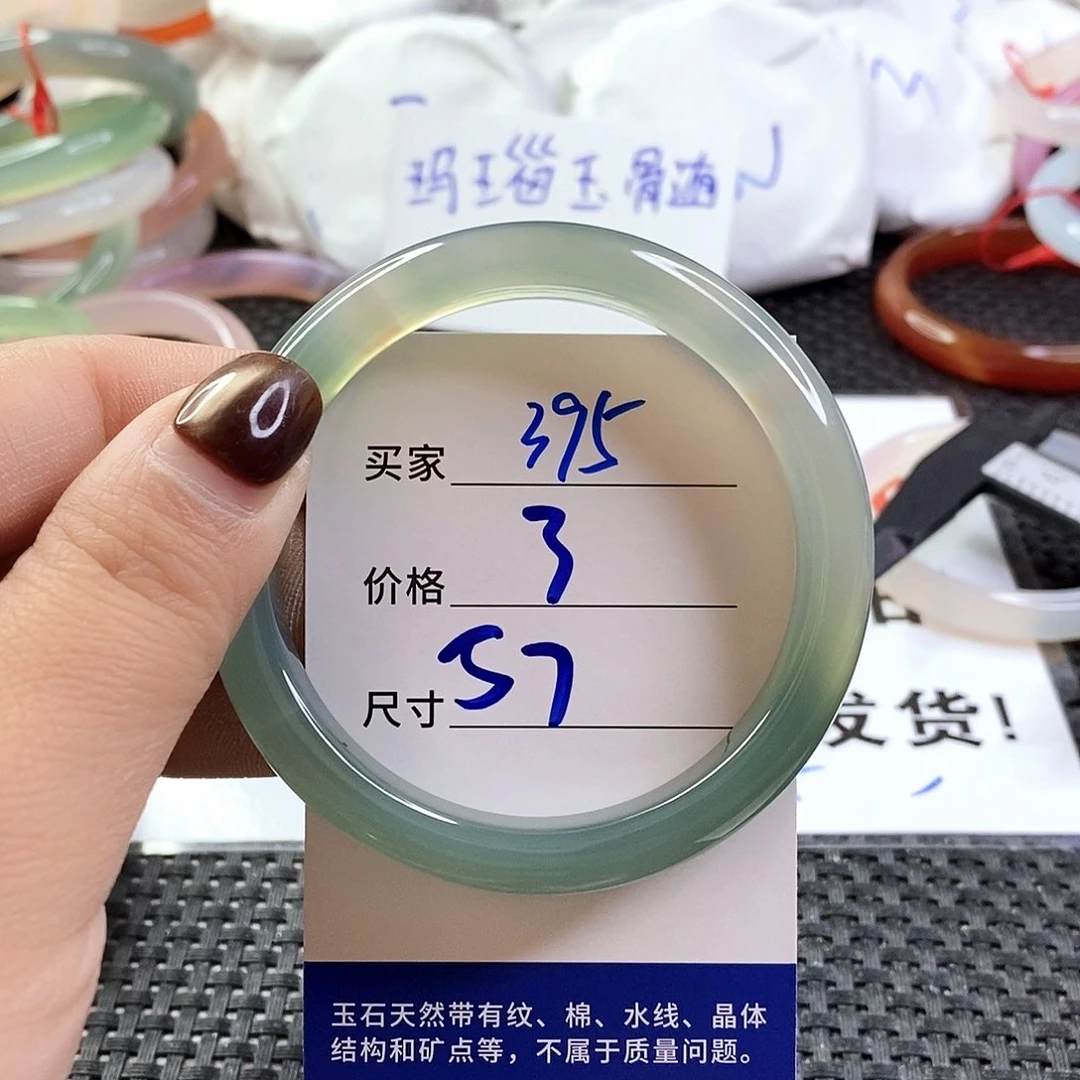 玛瑙玉骨髓
买家 395
价格 3
尺寸 57
发货！
玉石天然带有纹、棉、水线、晶体
结构和矿点等，不属于质量问题。